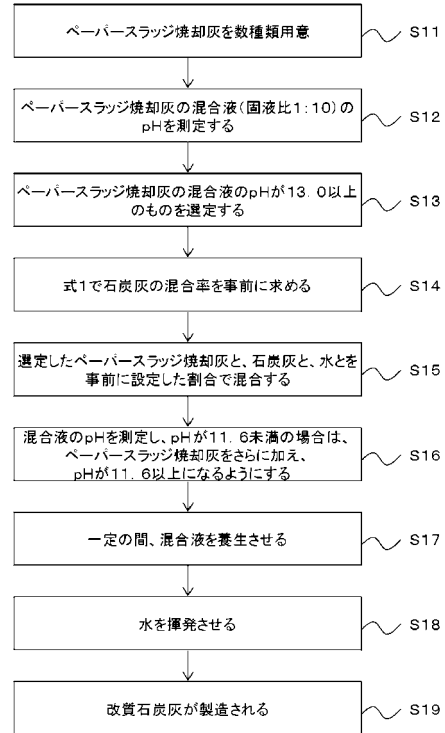 ペーパースラッジ焼却灰を数種類用意
S11
ペーパースラッジ焼却灰の混合液(固液比1:10)の
pHを測定する
S12
ペーパースラッジ焼却灰の混合液のpHが13.0以上
のものを選定する
S13
式1で石炭灰の混合率を事前に求める
S14
選定したペーパースラッジ焼却灰と、石炭灰と、水とを
事前に設定した割合で混合する
S15
混合液のpHを測定し、pHが11.6未満の場合は、
ペーパースラッジ焼却灰をさらに加え、
pHが11.6以上になるようにする
S16
一定の間、混合液を養生させる
S17
水を揮発させる
S18
改質石炭灰が製造される
S19